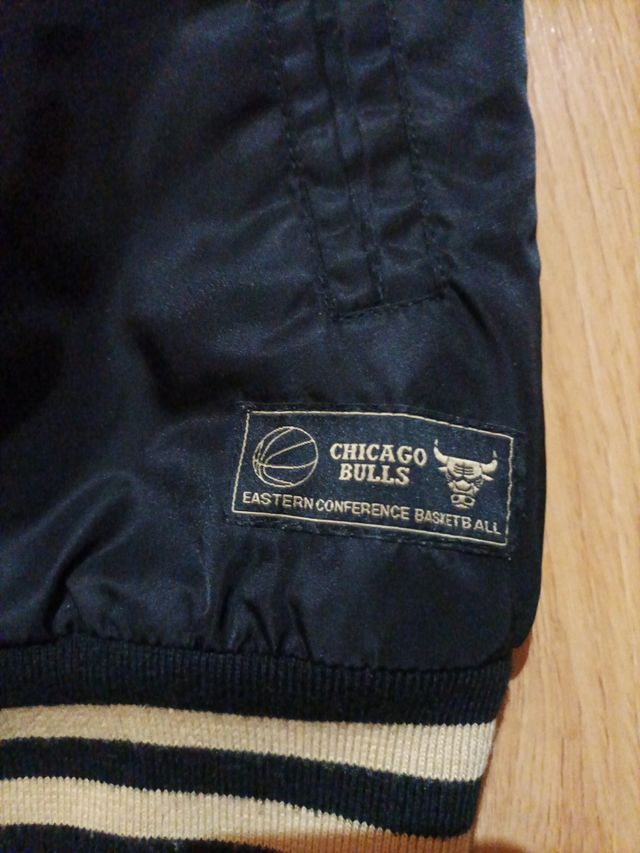 CHICAGO
BULLS
EASTERN CONFERENCE BASKETBALL